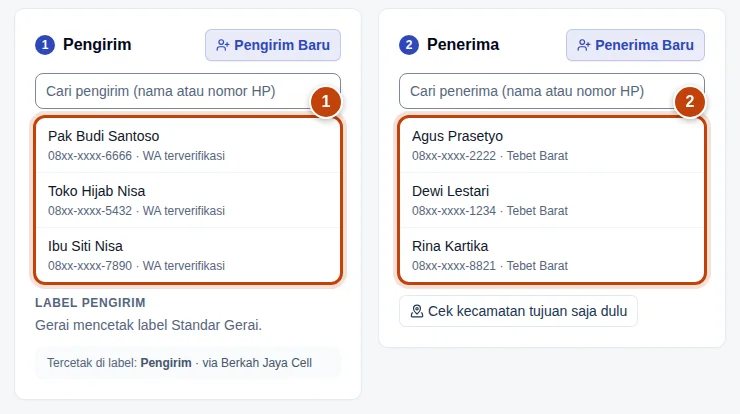 1 Pengirim
Pengirim Baru
Cari pengirim (nama atau nomor HP)
1
Pak Budi Santoso
08xx-xxxx-6666 · WA terverifikasi
Toko Hijab Nisa
08xx-xxxx-5432 · WA terverifikasi
Ibu Siti Nisa
08xx-xxxx-7890 · WA terverifikasi
LABEL PENGIRIM
Gerai mencetak label Standar Gerai.
Tercetak di label: Pengirim · via Berkah Jaya Cell
2 Penerima
Penerima Baru
Cari penerima (nama atau nomor HP)
2
Agus Prasetyo
08xx-xxxx-2222 · Tebet Barat
Dewi Lestari
08xx-xxxx-1234 · Tebet Barat
Rina Kartika
08xx-xxxx-8821 · Tebet Barat
Cek kecamatan tujuan saja dulu